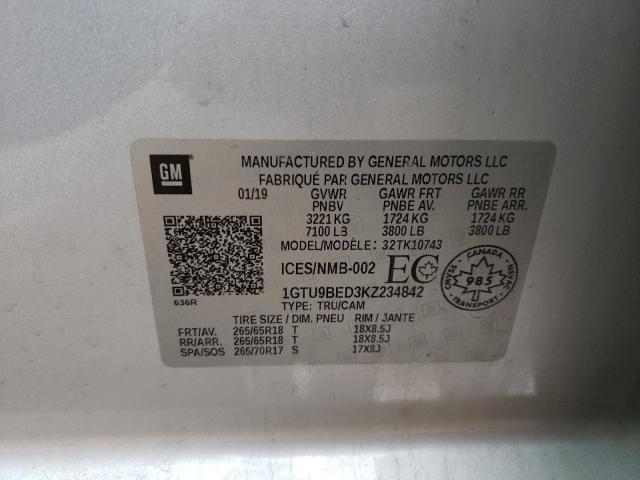 GM
MANUFACTURED BY GENERAL MOTORS LLC
FABRIQUÉ PAR GENERAL MOTORS LLC
01/19 GVWR GAWR FRT GAWR RR
PNBV PNBE AV. PNBE ARR.
3221 KG 1724 KG 1724 KG
7100 LB 3800 LB 3800 LB
MODEL/MODÈLE: 32TK10743
ICES/NMB-002 EC
CANADA
985
TRANSPORT
NSVAC
SVANC
636R
1GTU9BED3KZ234842
TYPE: TRU/CAM
TIRE SIZE / DIM. PNEU RIM / JANTE
FRT/AV. 265/65R18 T 18X8.5J
RR/ARR. 265/65R18 T 18X8.5J
SPA/SOS 265/70R17 S 17X8J